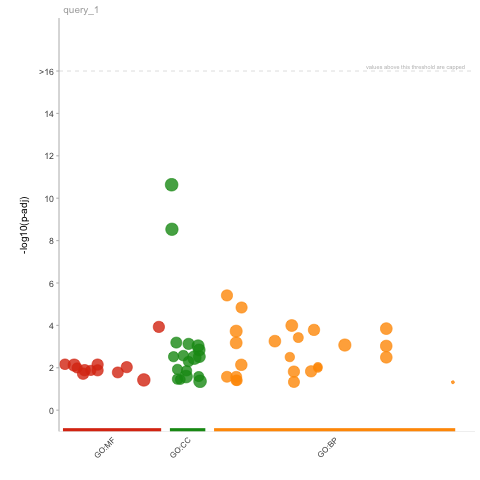 query_1
values above this threshold are capped
>16
14
12
10
8
6
4
2
0
-log10(p-adj)
GO:MF
GO:CC
GO:BP